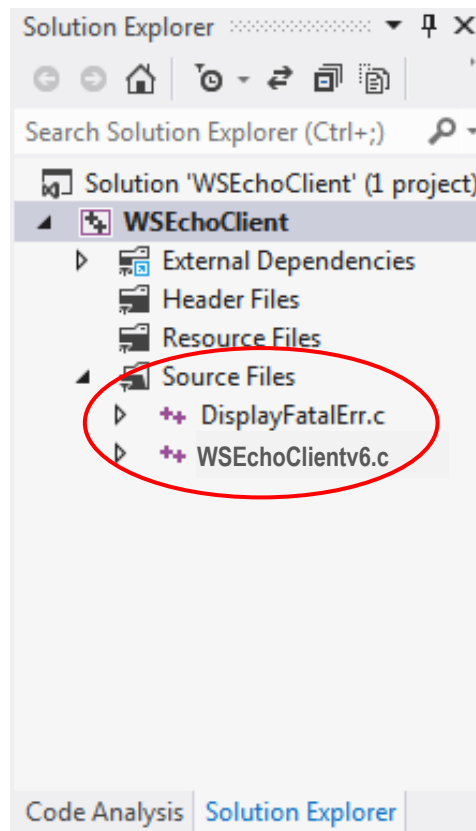 Solution Explorer
Search Solution Explorer (Ctrl+;)
Solution 'WSEchoClient' (1 project)
WSEchoClient
External Dependencies
Header Files
Resource Files
Source Files
DisplayFatalErr.c
WSEchoClientv6.c
Code Analysis Solution Explorer